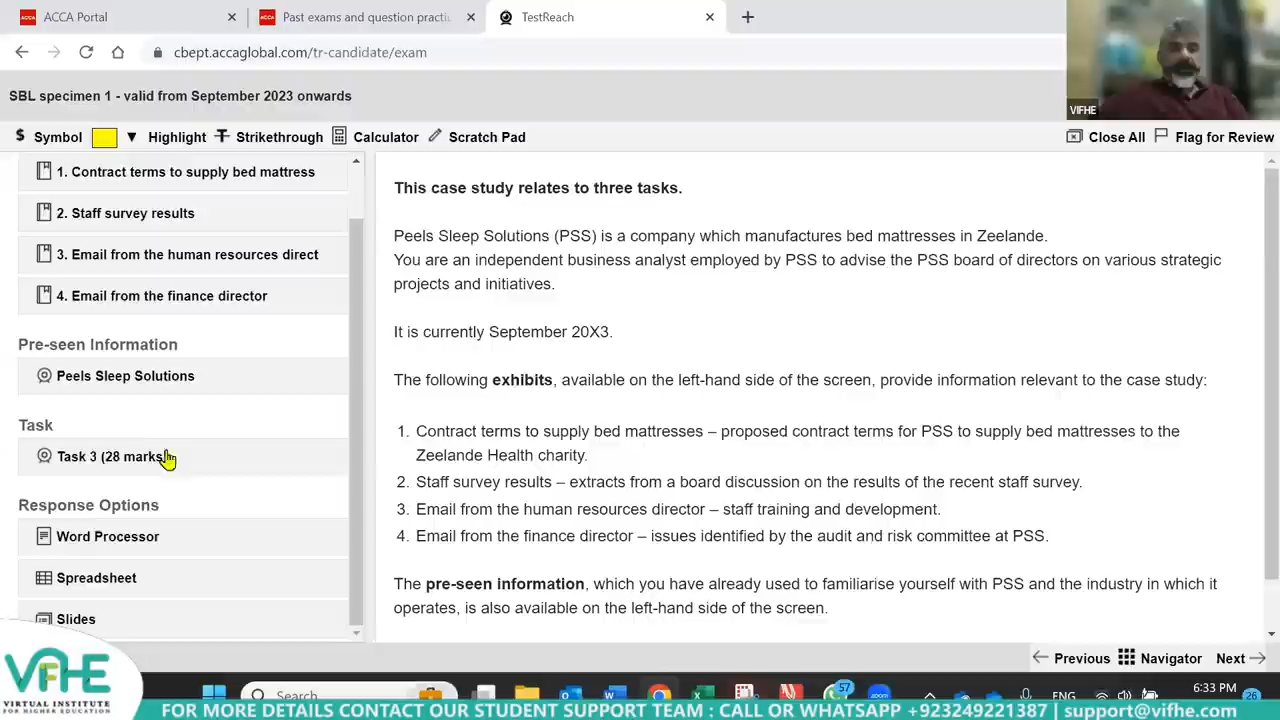 ACCA Portal
ACCA Past exams and question practi
TestReach
cbept.accaglobal.com/tr-candidate/exam
SBL specimen 1 - valid from September 2023 onwards
VIFHE
$ Symbol Highlight Strikethrough Calculator Scratch Pad Close All Flag for Review
1. Contract terms to supply bed mattress
2. Staff survey results
3. Email from the human resources direct
4. Email from the finance director
Pre-seen Information
Peels Sleep Solutions
Task
Task 3 (28 marks
Response Options
Word Processor
Spreadsheet
Slides
This case study relates to three tasks.
Peels Sleep Solutions (PSS) is a company which manufactures bed mattresses in Zeelande.
You are an independent business analyst employed by PSS to advise the PSS board of directors on various strategic
projects and initiatives.
It is currently September 20X3.
The following exhibits, available on the left-hand side of the screen, provide information relevant to the case study:
1. Contract terms to supply bed mattresses – proposed contract terms for PSS to supply bed mattresses to the
Zeelande Health charity.
2. Staff survey results – extracts from a board discussion on the results of the recent staff survey.
3. Email from the human resources director – staff training and development.
4. Email from the finance director – issues identified by the audit and risk committee at PSS.
The pre-seen information, which you have already used to familiarise yourself with PSS and the industry in which it
operates, is also available on the left-hand side of the screen.
Previous Navigator Next
Search
57
ENG
6:33 PM
26
VIFHE
VIRTUAL INSTITUTE
FOR HIGHER EDUCATION
FOR MORE DETAILS CONTACT OUR STUDENT SUPPORT TEAM : CALL OR WHATSAPP +923249221387 | support@vifhe.com